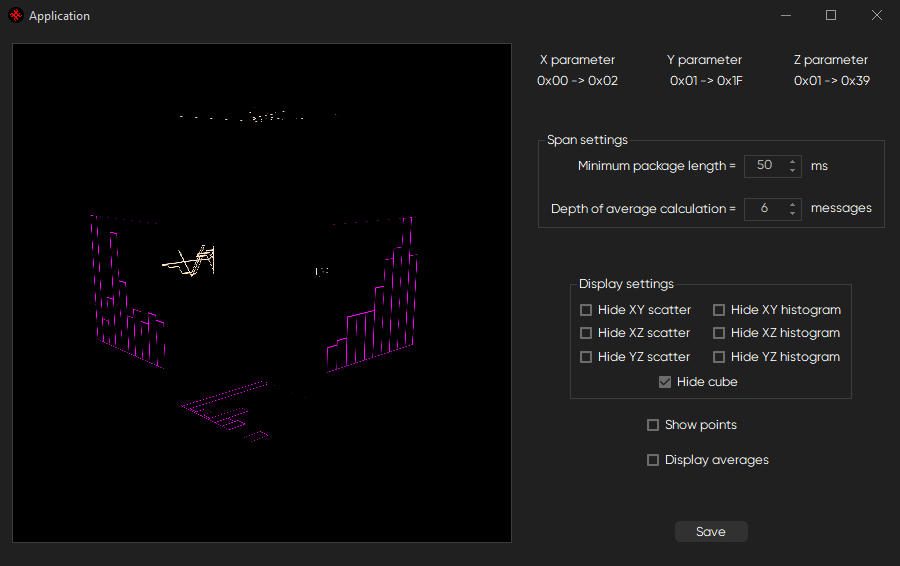 Application
X parameter Y parameter Z parameter
0x00 -> 0x02 0x01 -> 0x1F 0x01 -> 0x39
Span settings
Minimum package length = 50 ms
Depth of average calculation = 6 messages
Display settings
Hide XY scatter Hide XY histogram
Hide XZ scatter Hide XZ histogram
Hide YZ scatter Hide YZ histogram
Hide cube
Show points
Display averages
Save